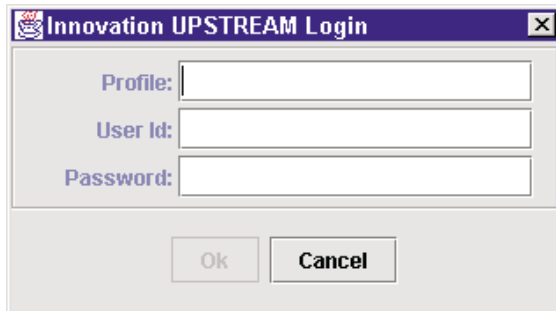 Innovation UPSTREAM Login
Profile:
User Id:
Password:
Ok Cancel